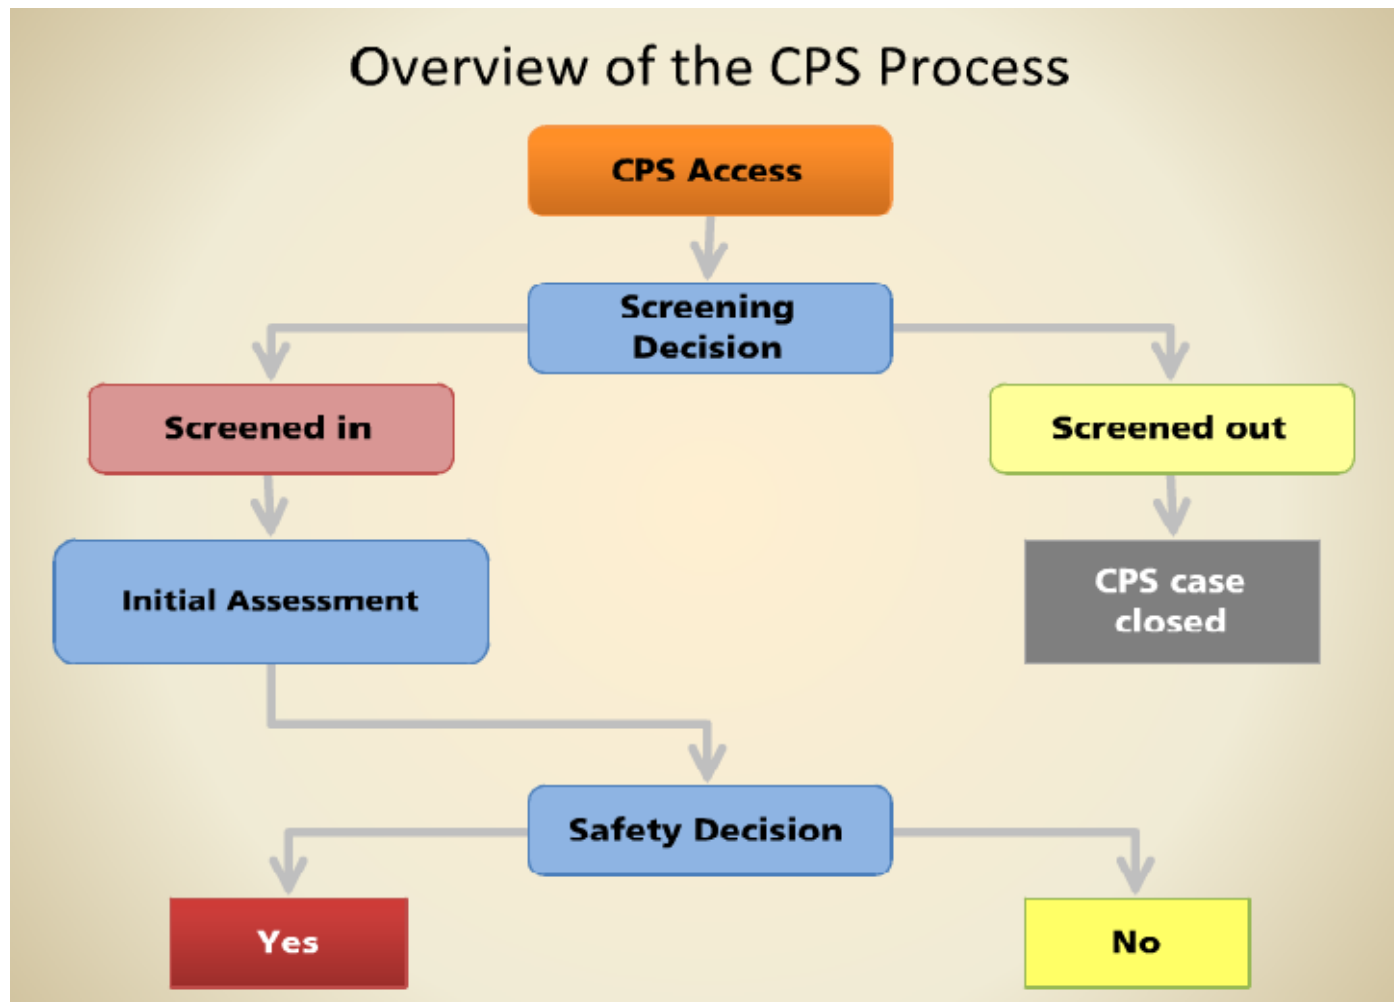 Overview of the CPS Process
CPS Access
Screening
Decision
Screened in
Screened out
Initial Assessment
CPS case
closed
Safety Decision
Yes
No